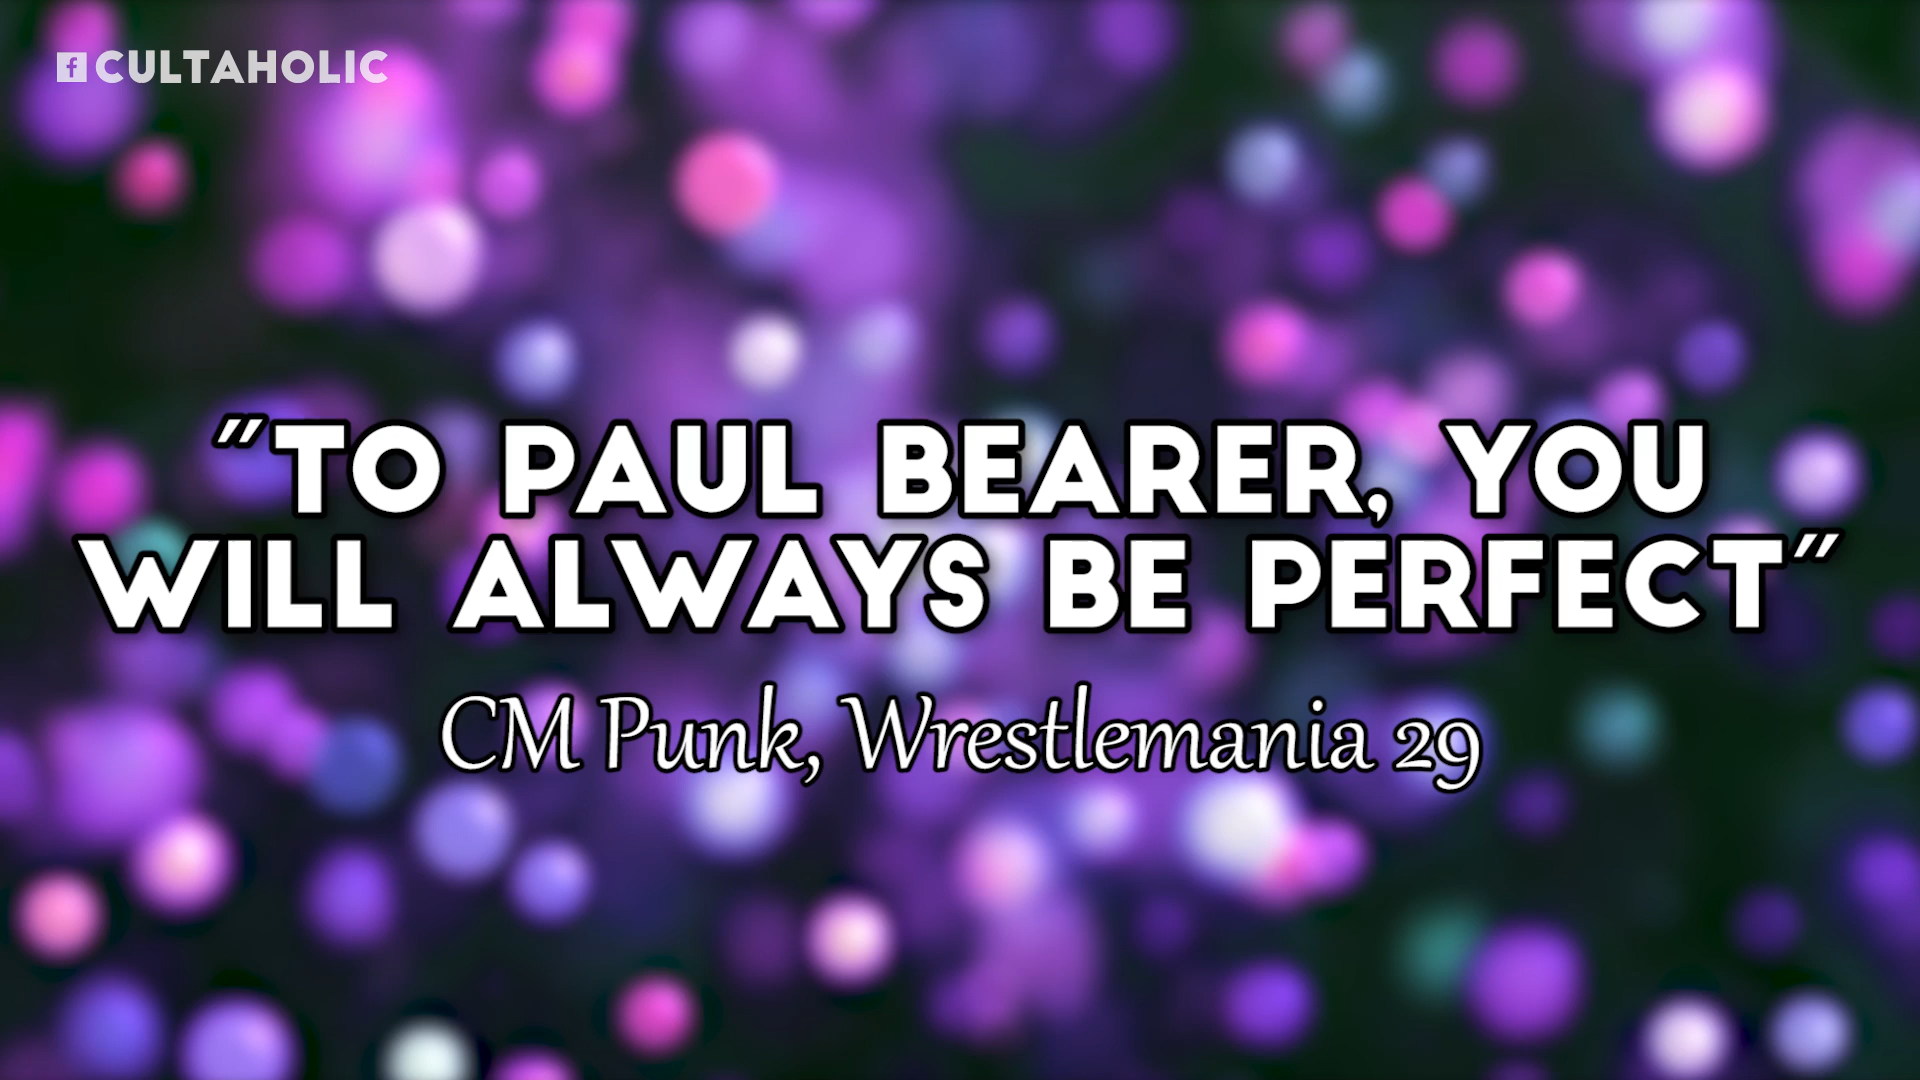 CULTAHOLIC
"TO PAUL BEARER, YOU
WILL ALWAYS BE PERFECT"
CM Punk, Wrestlemania 29